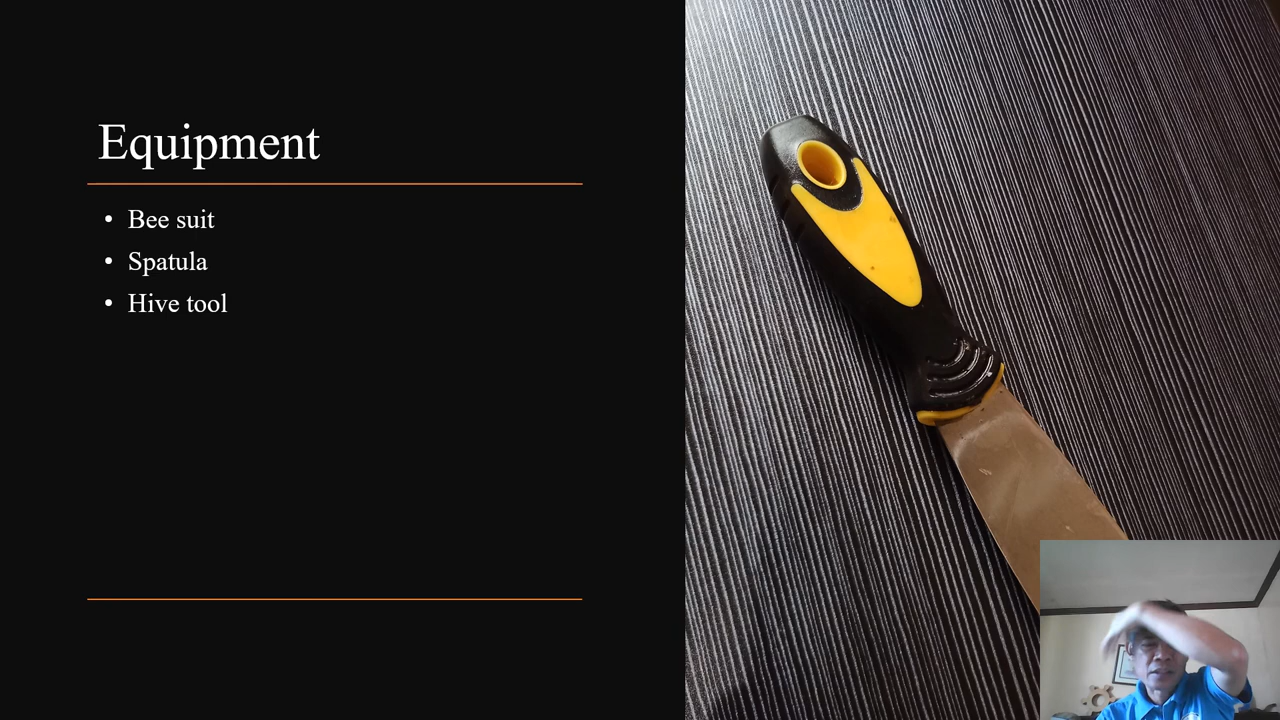 Equipment
• Bee suit
• Spatula
• Hive tool